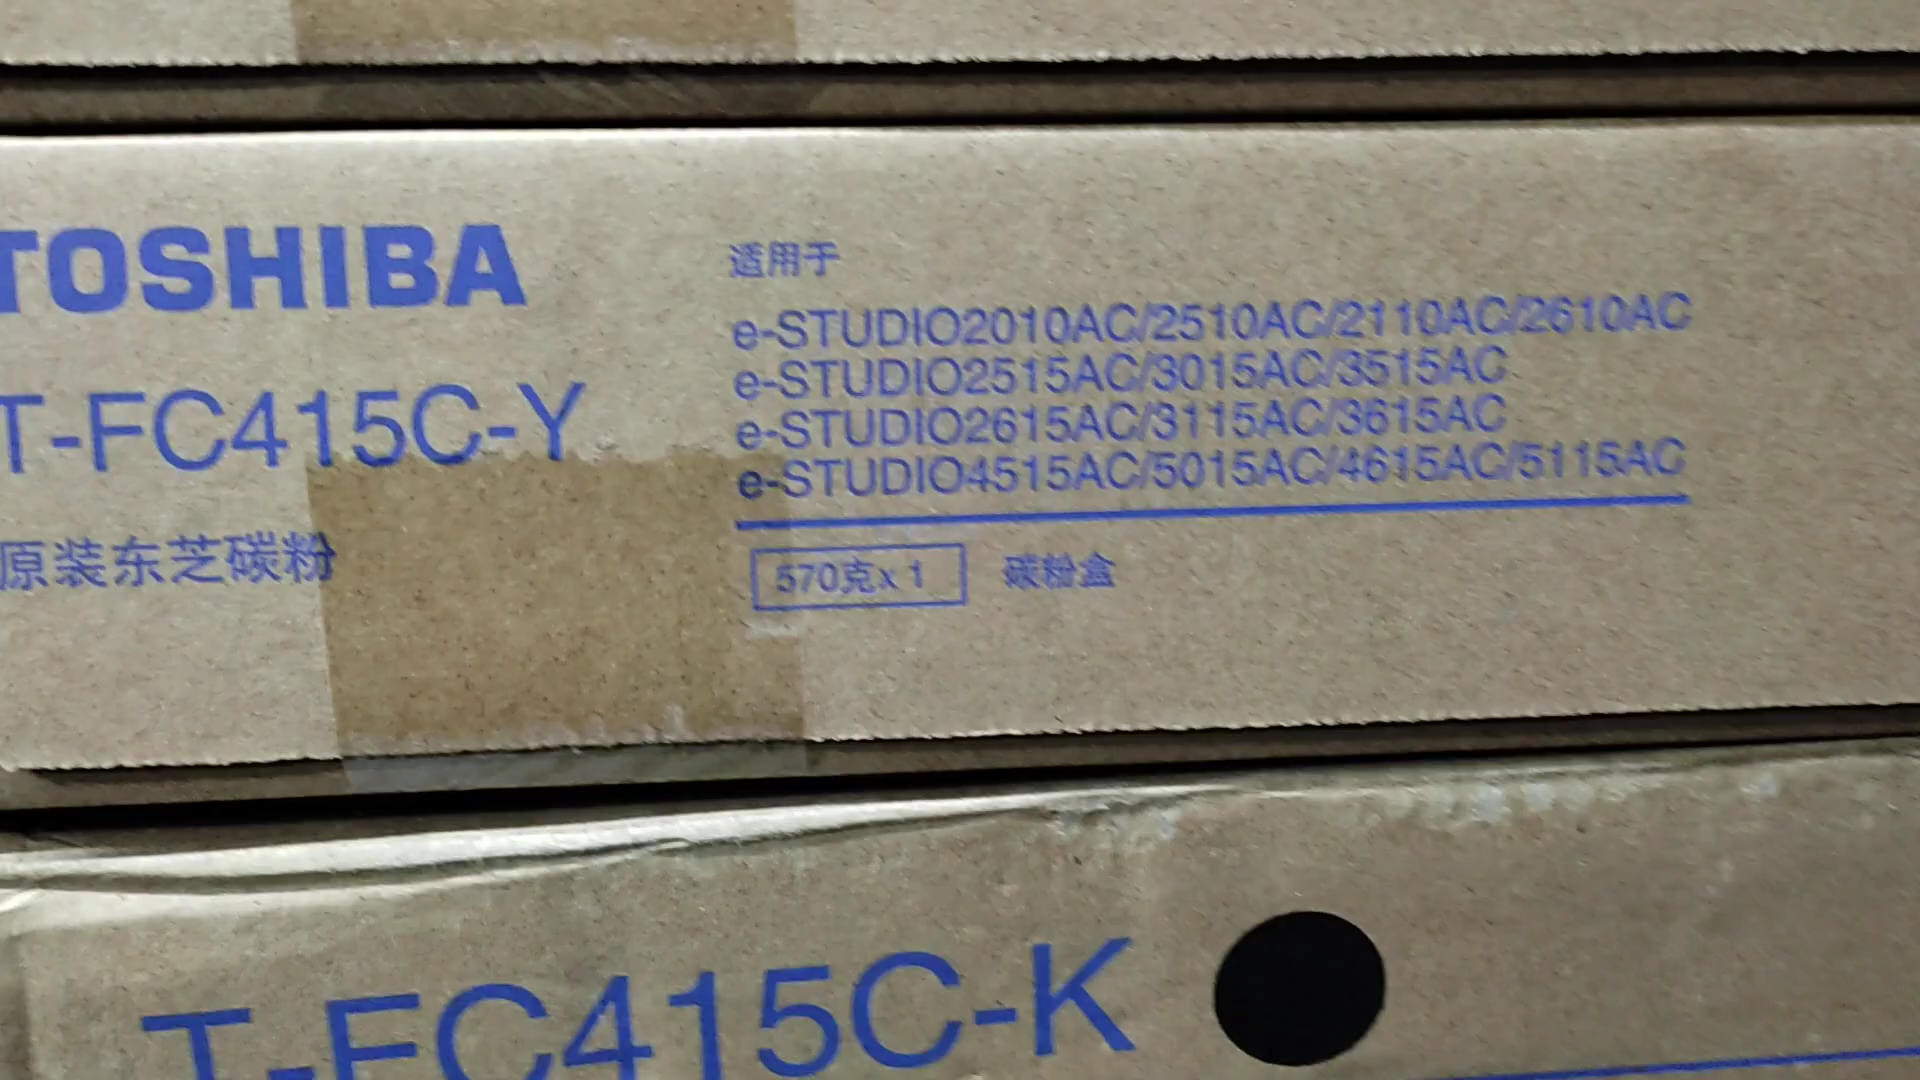 TOSHIBA
T-FC415C-Y
原装东芝碳粉
适用于
e-STUDIO2010AC/2510AC/2110AC/2610AC
e-STUDIO2515AC/3015AC/3515AC
e-STUDIO2615AC/3115AC/3615AC
e-STUDIO4515AC/5015AC/4615AC/5115AC
570克x 1
碳粉盒
T-FC415C-K